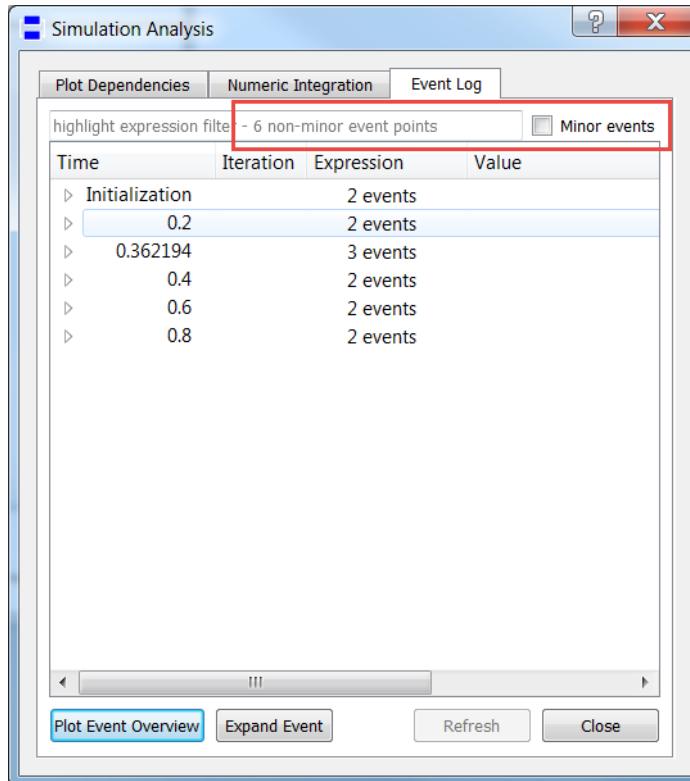 Simulation Analysis
Plot Dependencies Numeric Integration Event Log
highlight expression filter - 6 non-minor event points Minor events
Time Iteration Expression Value
Initialization 2 events
0.2 2 events
0.362194 3 events
0.4 2 events
0.6 2 events
0.8 2 events
Plot Event Overview Expand Event Refresh Close